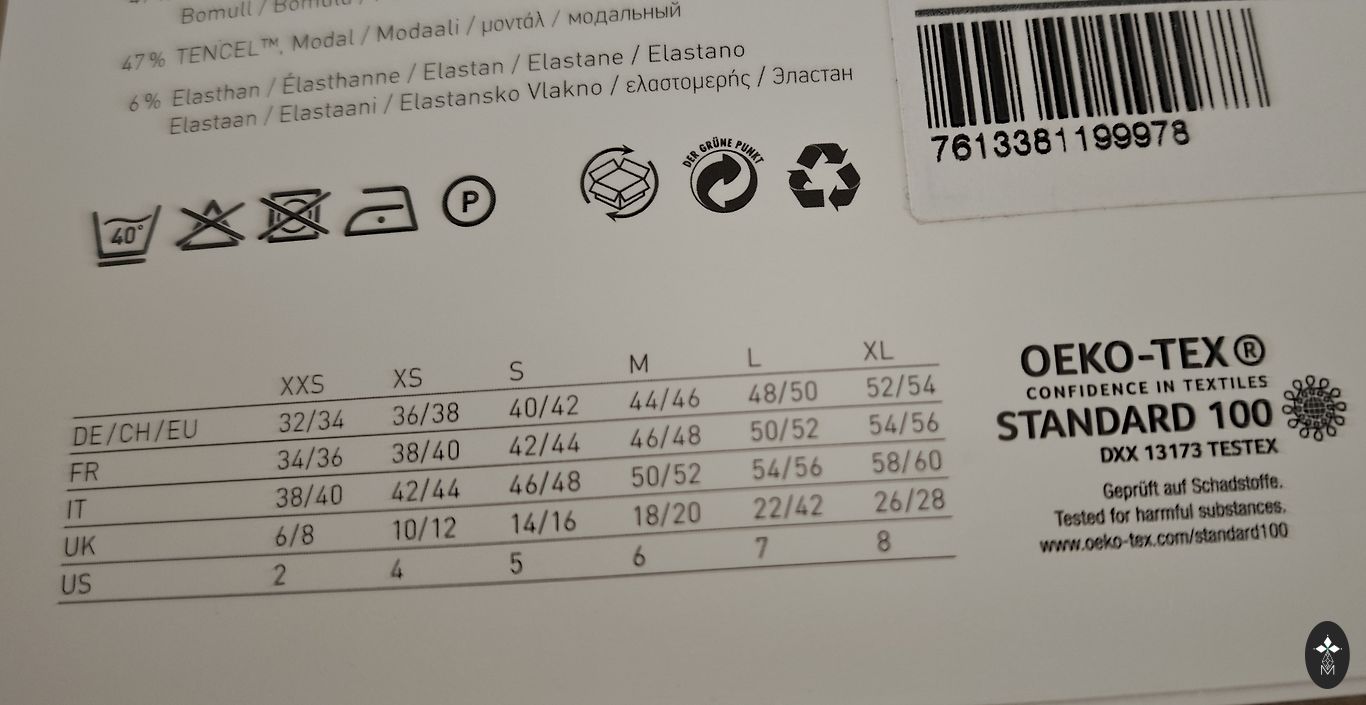 Bomull /
47% TENCEL™, Modal / Modaali / μοντάλ / модальный
6% Elasthan / Élasthanne / Elastan / Elastane / Elastano
Elastaan / Elastaani / Elastansko Vlakno / ελαστομερής / Эластан
7613381199978
40°
P
DER GRÜNE PUNKT
XXS XS S M L XL
DE/CH/EU 32/34 36/38 40/42 44/46 48/50 52/54
FR 34/36 38/40 42/44 46/48 50/52 54/56
IT 38/40 42/44 46/48 50/52 54/56 58/60
UK 6/8 10/12 14/16 18/20 22/42 26/28
US 2 4 5 6 7 8
OEKO-TEX®
CONFIDENCE IN TEXTILES
STANDARD 100
DXX 13173 TESTEX
Geprüft auf Schadstoffe.
Tested for harmful substances.
www.oeko-tex.com/standard100
M